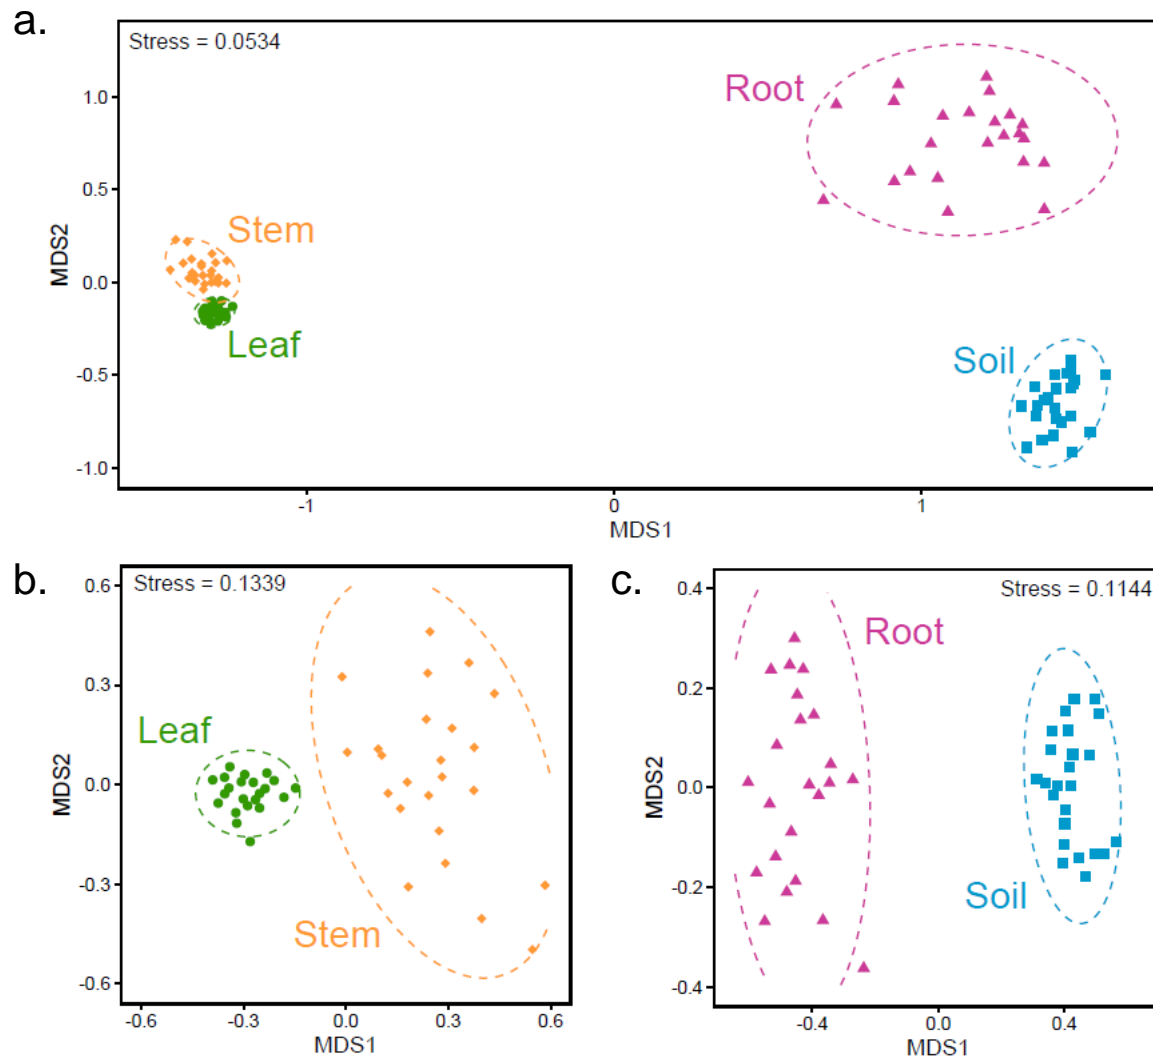 a.
Stress = 0.0534
Root
Stem
Leaf
Soil
MDS2
1.0
0.5
0.0
-0.5
-1.0
-1
0
1
MDS1
b.
Stress = 0.1339
Leaf
Stem
MDS2
0.6
0.3
0.0
-0.3
-0.6
-0.6
-0.3
0.0
0.3
0.6
MDS1
c.
Stress = 0.1144
Root
Soil
MDS2
0.4
0.2
0.0
-0.2
-0.4
-0.4
0.0
0.4
MDS1